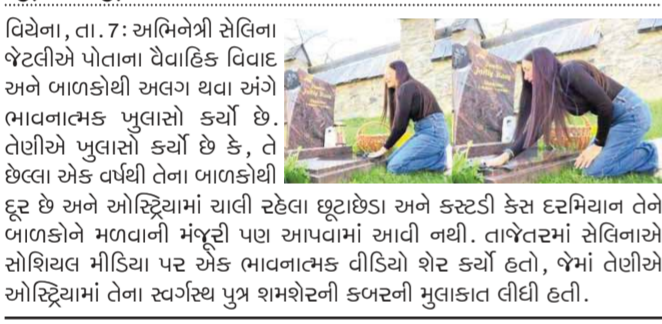 વિયેના, તા. 7: અભિનેત્રી સેલિના
જેટલીએ પોતાના વૈવાહિક વિવાદ
અને બાળકોથી અલગ થવા અંગે
ભાવનાત્મક ખુલાસો કર્યો છે.
તેણીએ ખુલાસો કર્યો છે કે, તે
છેલ્લા એક વર્ષથી તેના બાળકોથી
દૂર છે અને ઓસ્ટ્રિયામાં ચાલી રહેલા છૂટાછેડા અને કસ્ટડી કેસ દરમિયાન તેને
બાળકોને મળવાની મંજૂરી પણ આપવામાં આવી નથી. તાજેતરમાં સેલિનાએ
સોશિયલ મીડિયા પર એક ભાવનાત્મક વીડિયો શેર કર્યો હતો, જેમાં તેણીએ
ઓસ્ટ્રિયામાં તેના સ્વર્ગસ્થ પુત્ર શમશેરની કબરની મુલાકાત લીધી હતી.